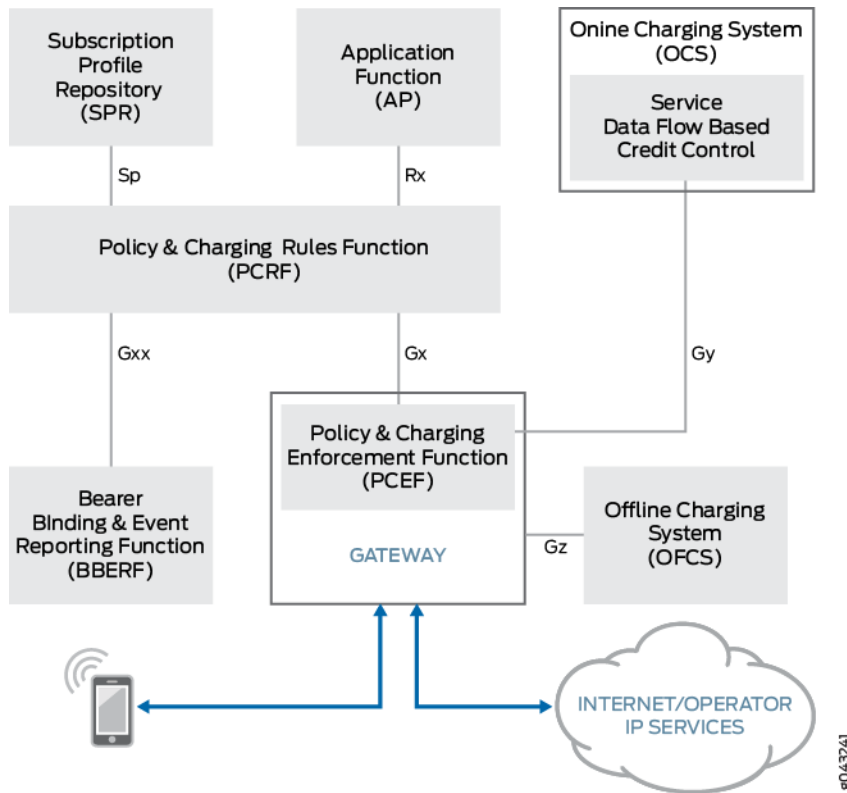 Subscription
Profile
Repository
(SPR)
Application
Function
(AP)
Onine Charging System
(OCS)
Service
Data Flow Based
Credit Control
Sp
Rx
Policy & Charging Rules Function
(PCRF)
Gxx
Gx
Gy
Policy & Charging
Enforcement Function
(PCEF)
Bearer
BInding & Event
Reporting Function
(BBERF)
GATEWAY
Gz
Offline Charging
System
(OFCS)
INTERNET/OPERATOR
IP SERVICES
g043241